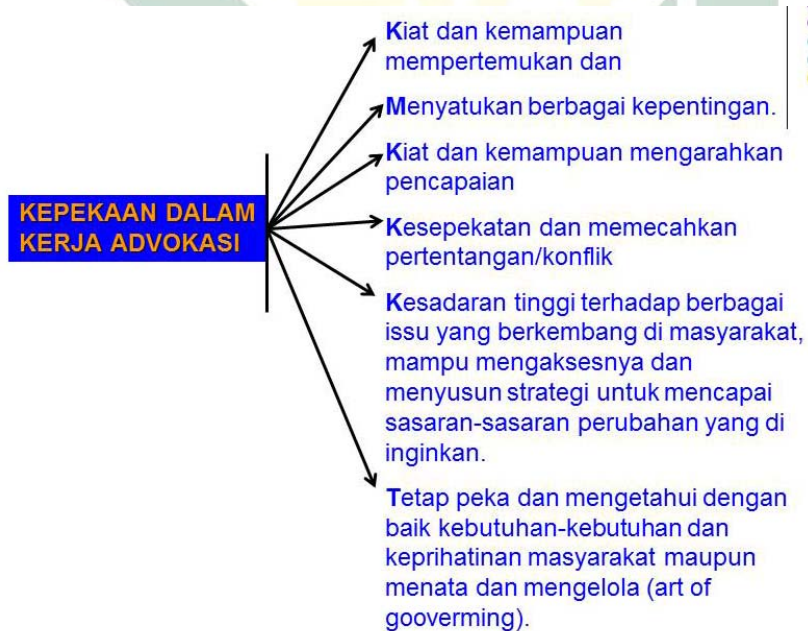 Kiat dan kemampuan
mempertemukan dan
Menyatukan berbagai kepentingan.
Kiat dan kemampuan mengarahkan
pencapaian
KEPEKAAN DALAM
KERJA ADVOKASI
Kesepekatan dan memecahkan
pertentangan/konflik
Kesadaran tinggi terhadap berbagai
issu yang berkembang di masyarakat,
mampu mengaksesnya dan
menyusun strategi untuk mencapai
sasaran-sasaran perubahan yang di
inginkan.
Tetap peka dan mengetahui dengan
baik kebutuhan-kebutuhan dan
keprihatinan masyarakat maupun
menata dan mengelola (art of
gooverming).